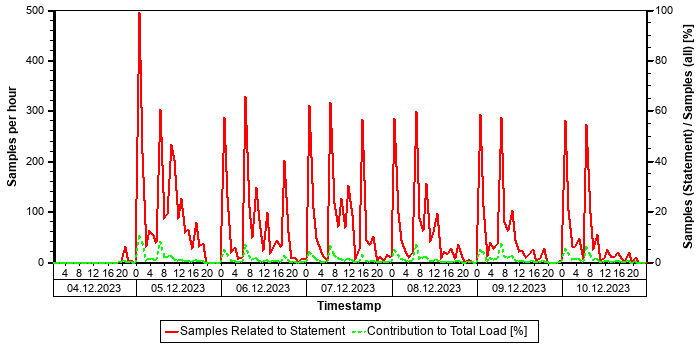 500 100
400 80
300 60
200 40
100 20
0 0
Samples per hour
Samples (Statement) / Samples (all) [%]
4 8 12 16 20 0 4 8 12 16 20 0 4 8 12 16 20 0 4 8 12 16 20 0 4 8 12 16 20 0 4 8 12 16 20 0 4 8 12 16 20
04.12.2023 05.12.2023 06.12.2023 07.12.2023 08.12.2023 09.12.2023 10.12.2023
Timestamp
Samples Related to Statement Contribution to Total Load [%]